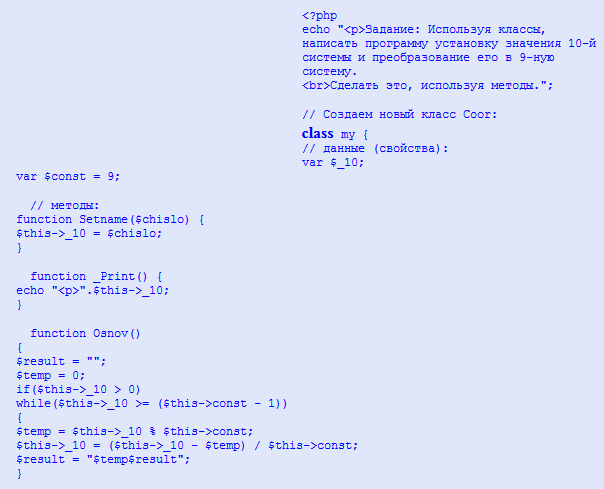 <?php
echo "<p>Задание: Используя классы,
написать программу установку значения 10-й
системы и преобразование его в 9-ную
систему.
<br>Сделать это, используя методы.";
// Создаем новый класс Coor:
class my {
// данные (свойства):
var $_10;
var $const = 9;
// методы:
function Setname($chislo) {
$this->_10 = $chislo;
}
function _Print() {
echo "<p>".$this->_10;
}
function Osnov()
{
$result = "";
$temp = 0;
if($this->_10 > 0)
while($this->_10 >= ($this->const - 1))
{
$temp = $this->_10 % $this->const;
$this->_10 = ($this->_10 - $temp) / $this->const;
$result = "$temp$result";
}